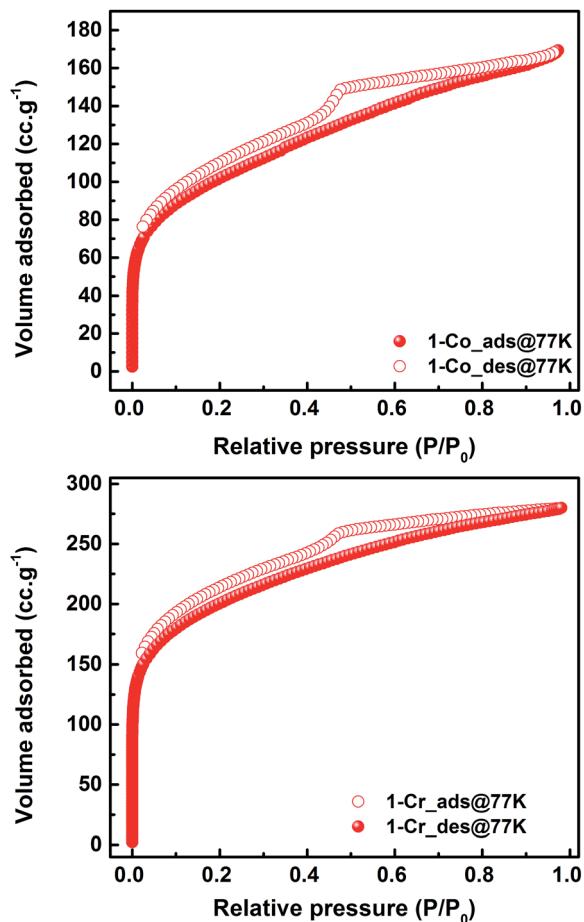 180
160
140
120
100
80
60
40
20
0
Volume adsorbed (cc.g⁻¹)
1-Co_ads@77K
1-Co_des@77K
0.0 0.2 0.4 0.6 0.8 1.0
Relative pressure (P/P₀)
300
250
200
150
100
50
0
Volume adsorbed (cc.g⁻¹)
1-Cr_ads@77K
1-Cr_des@77K
0.0 0.2 0.4 0.6 0.8 1.0
Relative pressure (P/P₀)